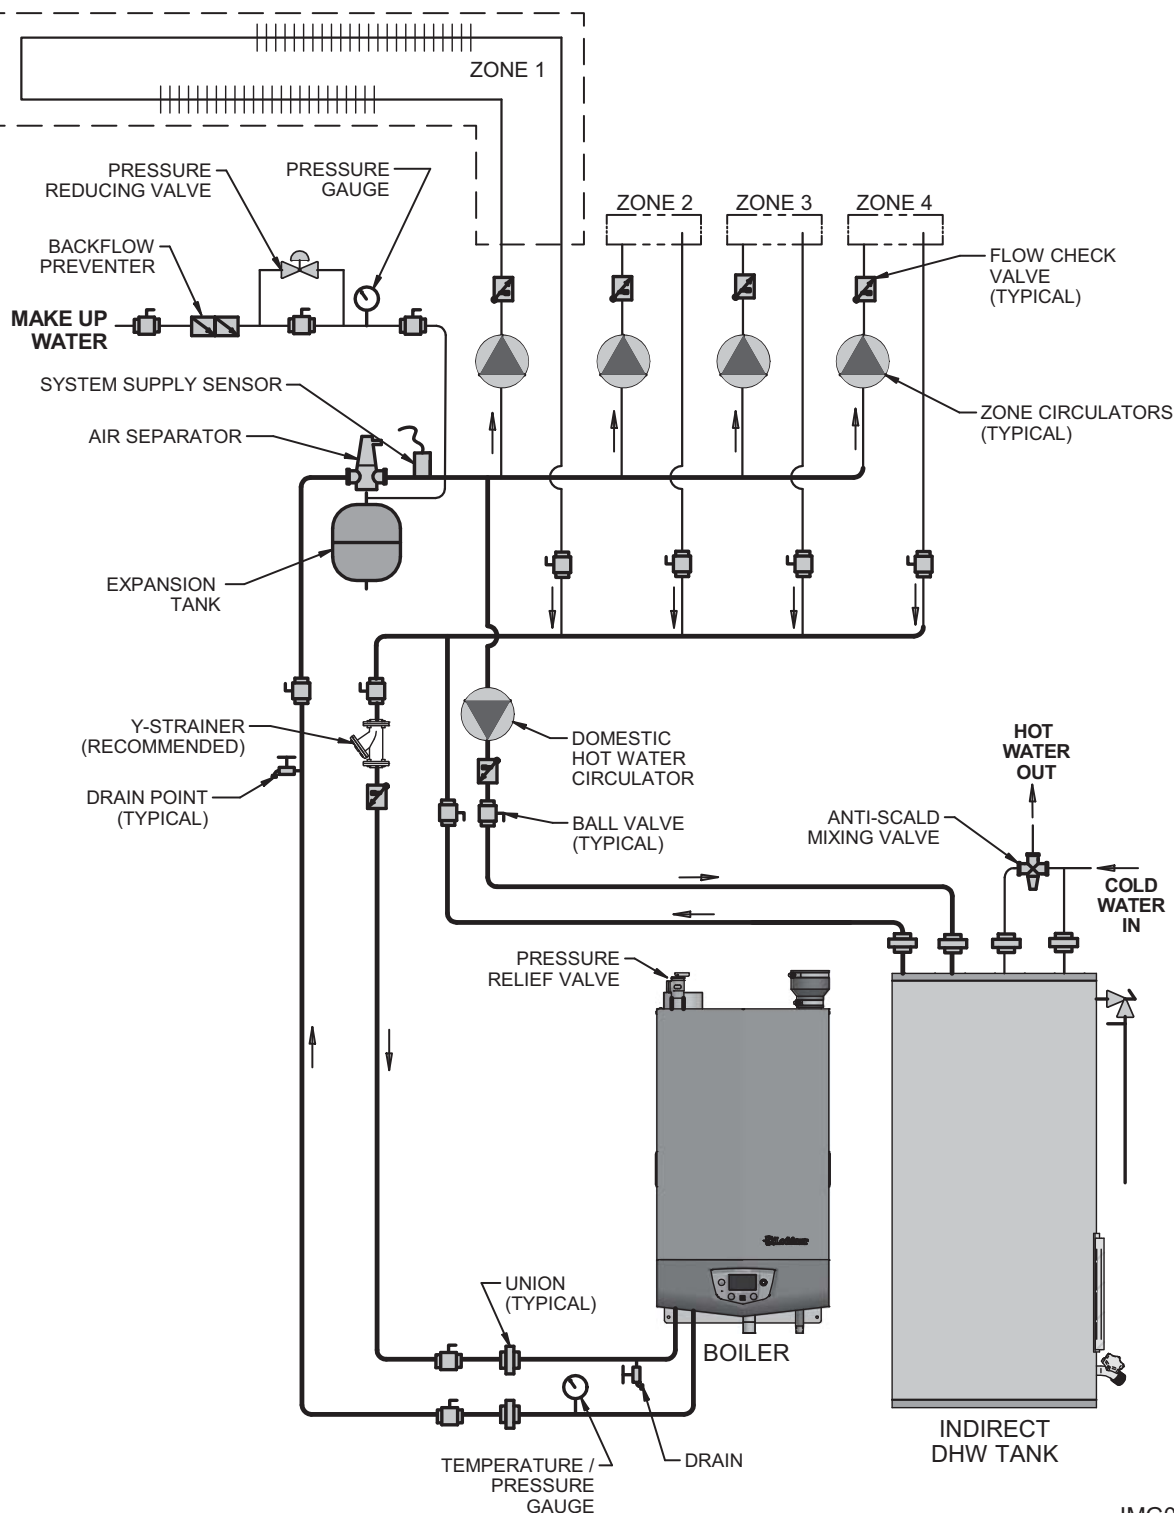 ZONE 1
PRESSURE
REDUCING VALVE
PRESSURE
GAUGE
ZONE 2
ZONE 3
ZONE 4
BACKFLOW
PREVENTER
FLOW CHECK
VALVE
(TYPICAL)
MAKE UP
WATER
SYSTEM SUPPLY SENSOR
AIR SEPARATOR
ZONE CIRCULATORS
(TYPICAL)
EXPANSION
TANK
Y-STRAINER
(RECOMMENDED)
DOMESTIC
HOT WATER
CIRCULATOR
HOT
WATER
OUT
DRAIN POINT
(TYPICAL)
BALL VALVE
(TYPICAL)
ANTI-SCALD
MIXING VALVE
COLD
WATER
IN
PRESSURE
RELIEF VALVE
UNION
(TYPICAL)
BOILER
INDIRECT
DHW TANK
TEMPERATURE /
PRESSURE
GAUGE
DRAIN